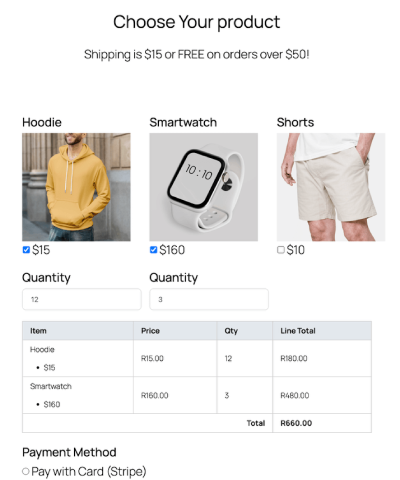 Choose Your product
Shipping is $15 or FREE on orders over $50!
Hoodie Smartwatch Shorts
10:10
$15 $160 $10
Quantity Quantity
12 3
Item Price Qty Line Total
Hoodie
• $15
R15.00 12 R180.00
Smartwatch
• $160
R160.00 3 R480.00
Total R660.00
Payment Method
Pay with Card (Stripe)